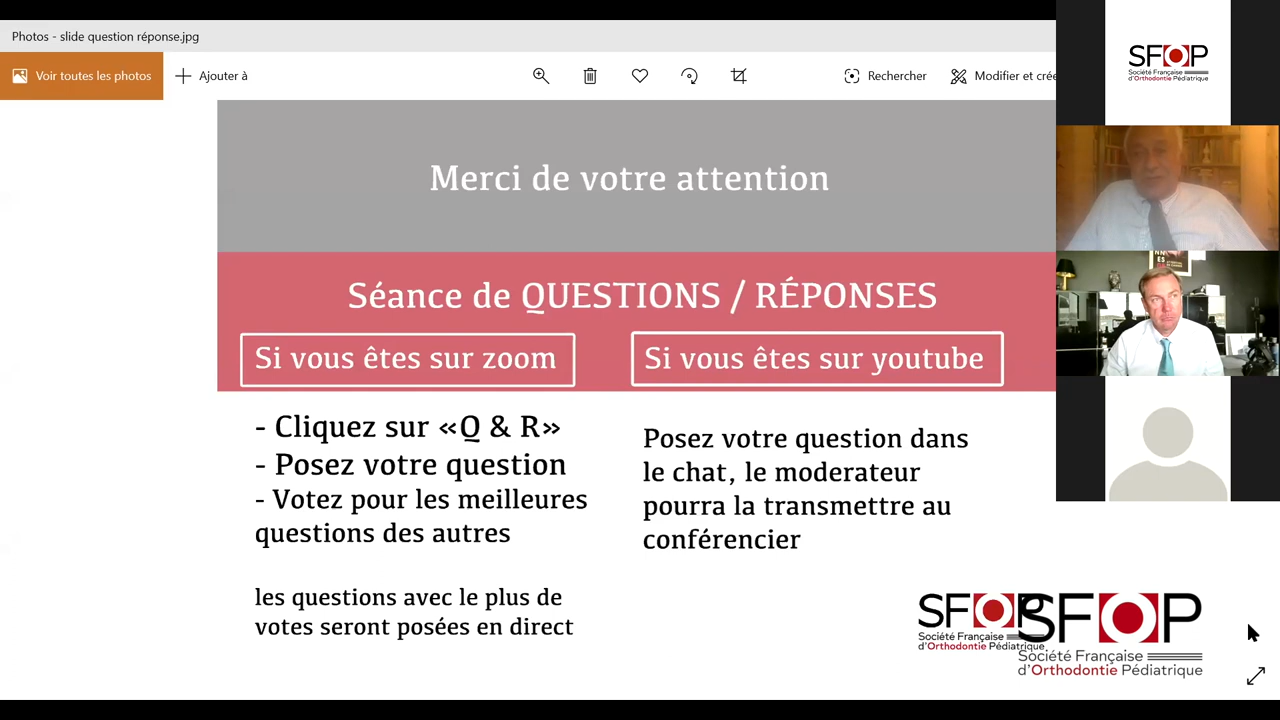 Photos - slide question réponse.jpg
Voir toutes les photos
Ajouter à
Rechercher
Modifier et crée
SFOP
Société Française
d'Orthodontie Pédiatrique
Merci de votre attention
Séance de QUESTIONS / RÉPONSES
Si vous êtes sur zoom
Si vous êtes sur youtube
- Cliquez sur «Q & R»
- Posez votre question
- Votez pour les meilleures
questions des autres
les questions avec le plus de
votes seront posées en direct
Posez votre question dans
le chat, le moderateur
pourra la transmettre au
conférencier
SFOP
Société Française
d'Orthodontie Pédiatrique
SFOP
Société Française
d'Orthodontie Pédiatrique